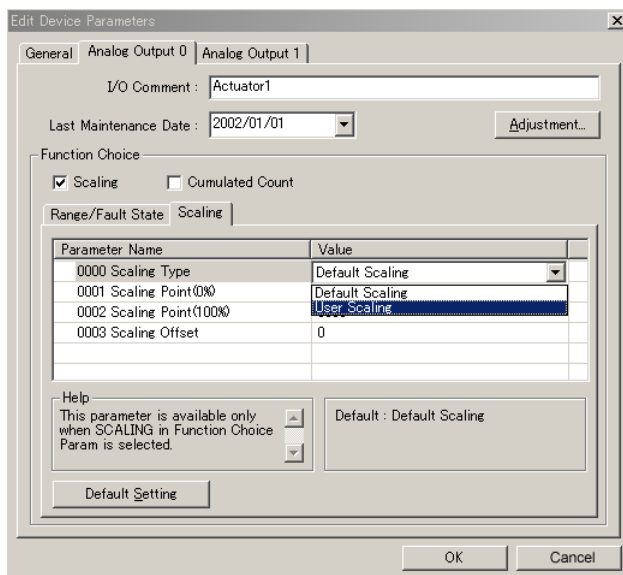 Edit Device Parameters
General Analog Output 0 Analog Output 1
I/O Comment : Actuator1
Last Maintenance Date : 2002/01/01 Adjustment...
Function Choice
Scaling Cumulated Count
Range/Fault State Scaling
Parameter Name Value
0000 Scaling Type Default Scaling
0001 Scaling Point(0%) Default Scaling
0002 Scaling Point(100%) User Scaling
0003 Scaling Offset 0
Help
This parameter is available only
when SCALING in Function Choice
Param is selected.
Default : Default Scaling
Default Setting
OK Cancel